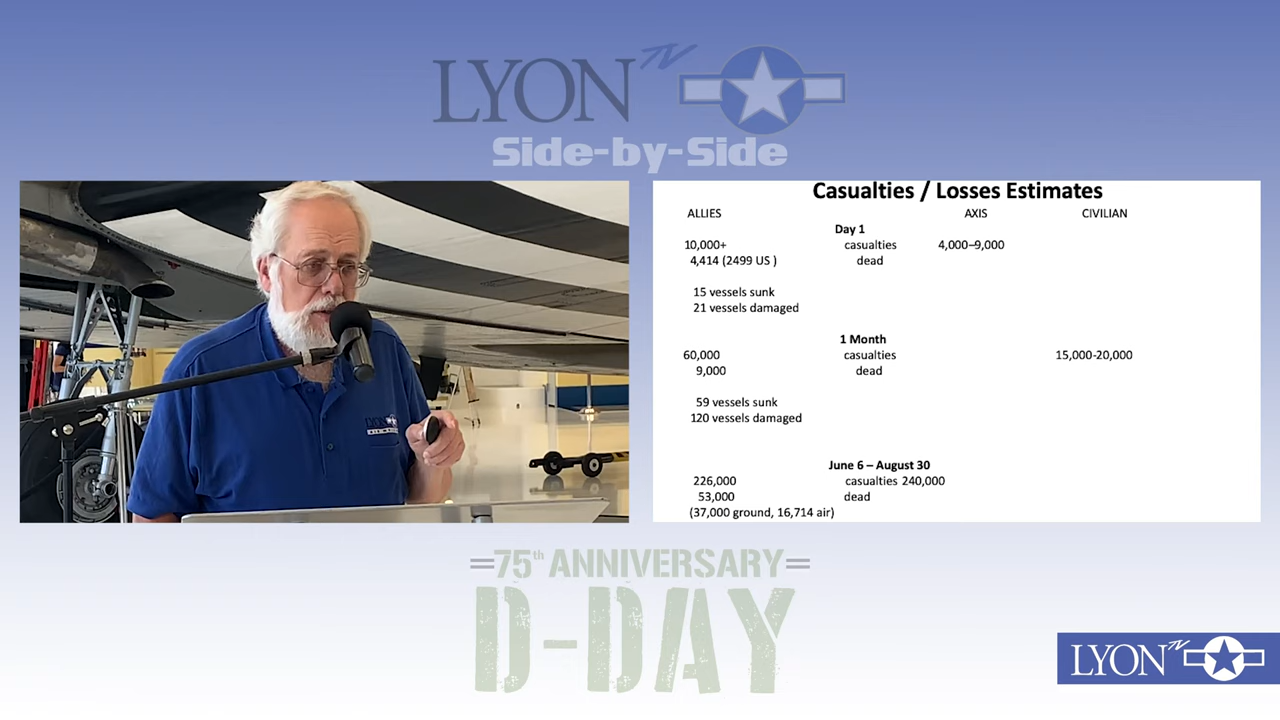 LYON TV
Side-by-Side
Casualties / Losses Estimates
ALLIES AXIS CIVILIAN
Day 1
10,000+ casualties 4,000–9,000
4,414 (2499 US ) dead
15 vessels sunk
21 vessels damaged
1 Month
60,000 casualties 15,000-20,000
9,000 dead
59 vessels sunk
120 vessels damaged
June 6 – August 30
226,000 casualties 240,000
53,000 dead
(37,000 ground, 16,714 air)
LYON
75th ANNIVERSARY
D-DAY
LYON TV